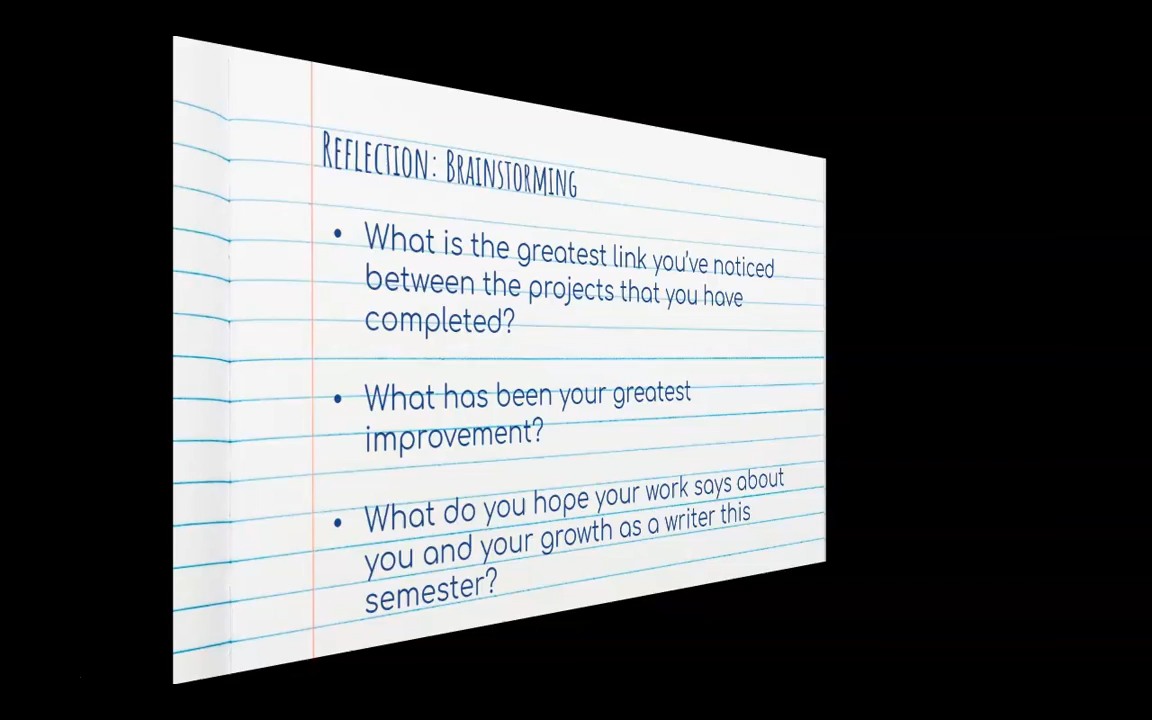 Reflection: Brainstorming
• What is the greatest link you've noticed
between the projects that you have
completed?
• What has been your greatest
improvement?
• What do you hope your work says about
you and your growth as a writer this
semester?